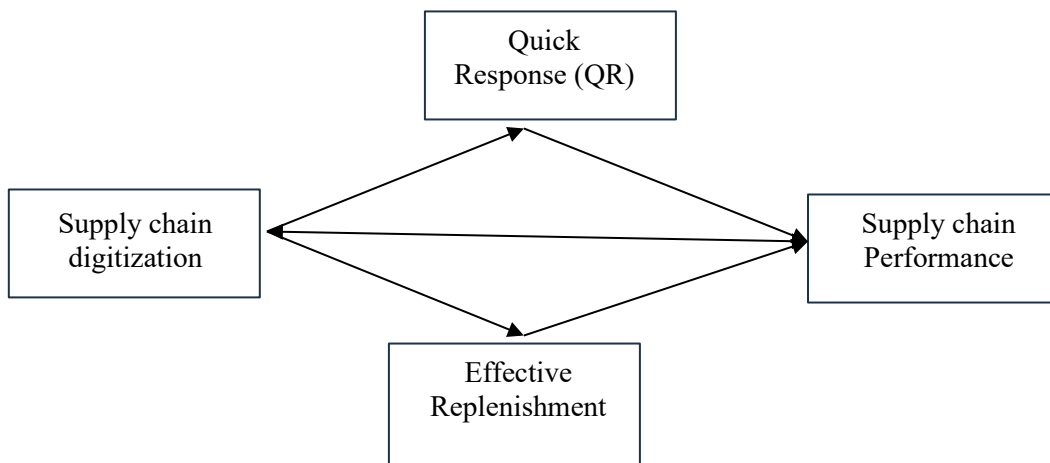 Quick
Response (QR)
Supply chain
digitization
Supply chain
Performance
Effective
Replenishment